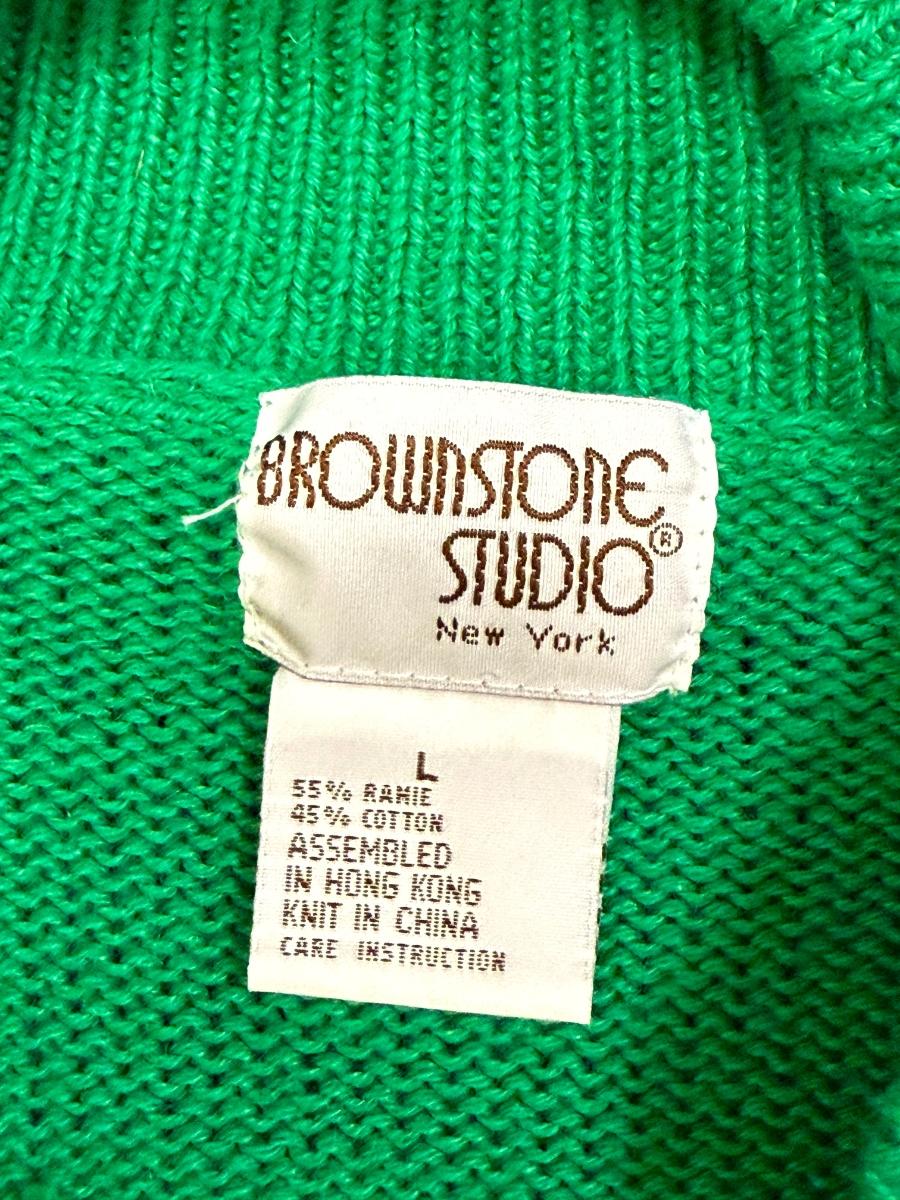 BROWNSTONE
STUDIO®
New York
L
55% RAMIE
45% COTTON
ASSEMBLED
IN HONG KONG
KNIT IN CHINA
CARE INSTRUCTION